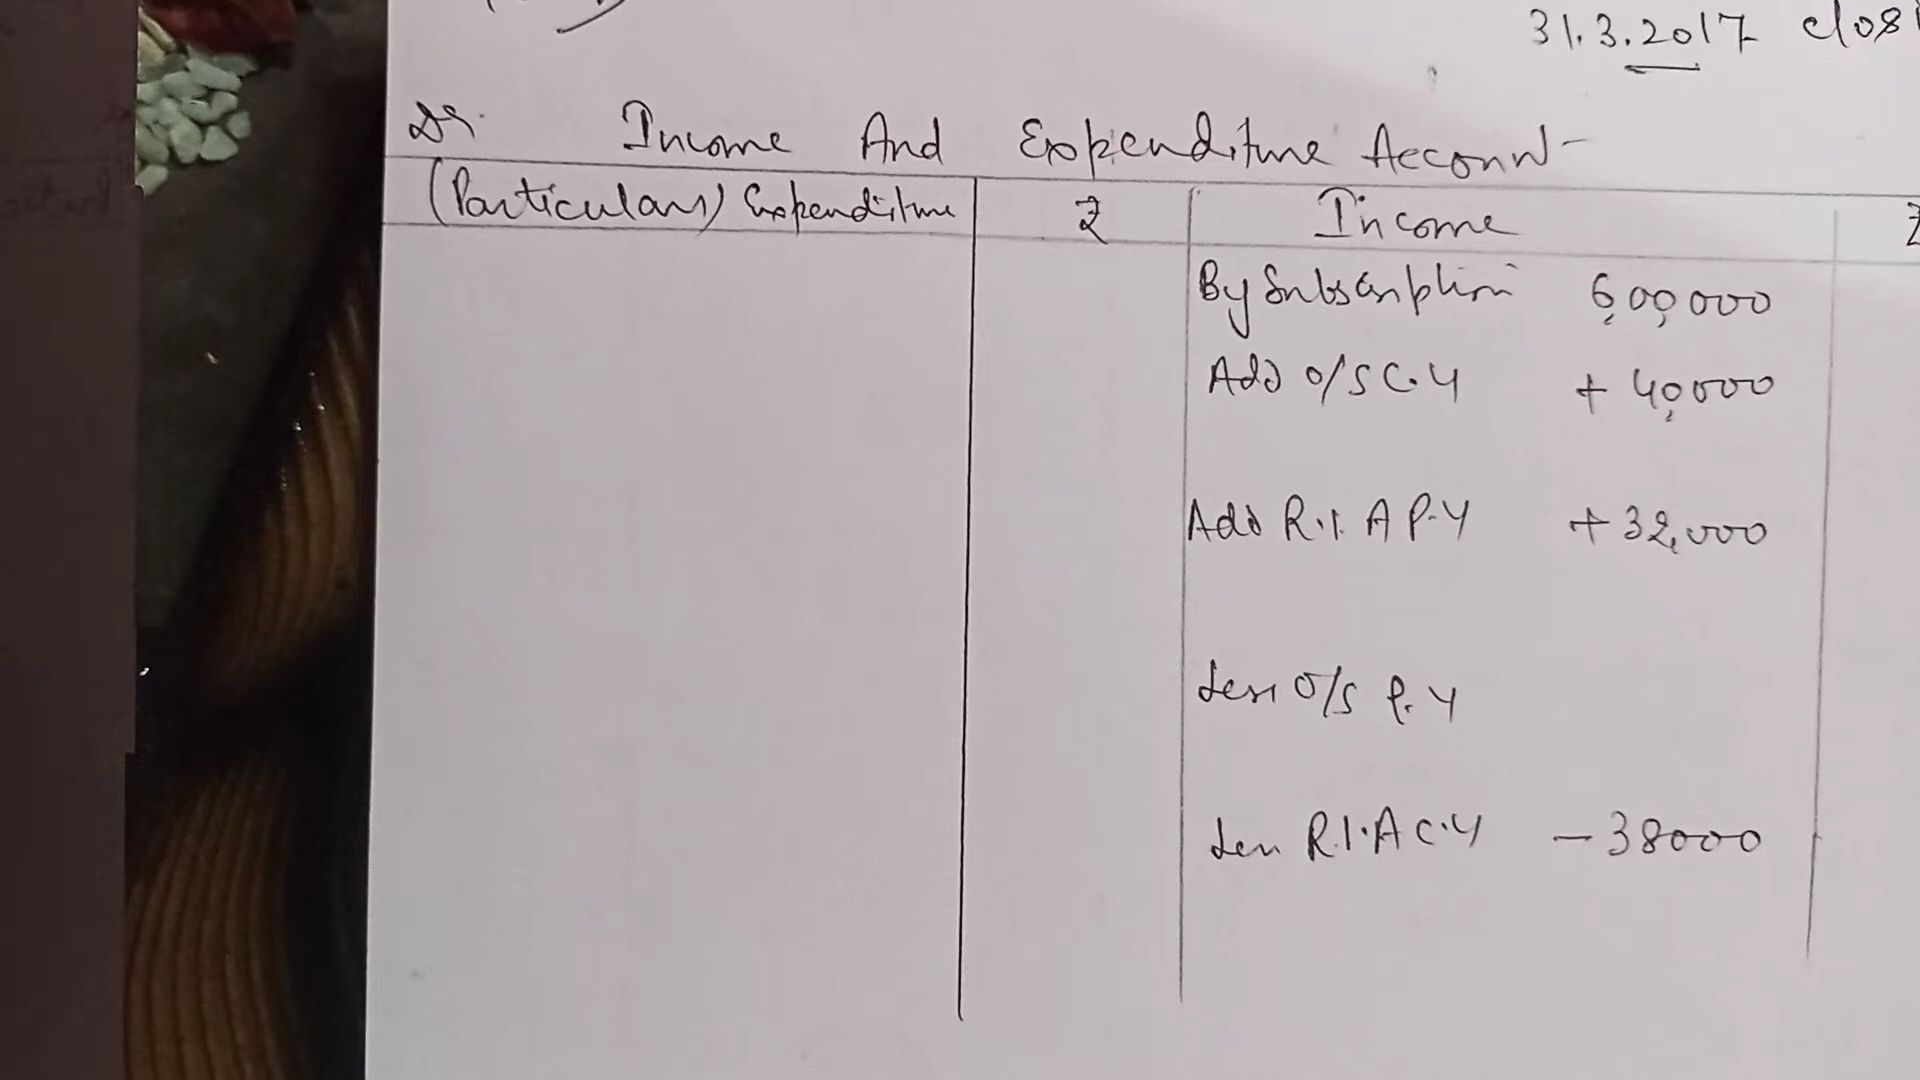 31.3.2017 clos
Dr. Income And Expenditure Account
(Particulars) Expenditure ₹ Income ₹
By Subscription 6,00,000
Add O/S C.Y + 40,000
Add R.I. A P.Y + 32,000
Less O/S P.Y
Less R.I.A C.Y - 38000